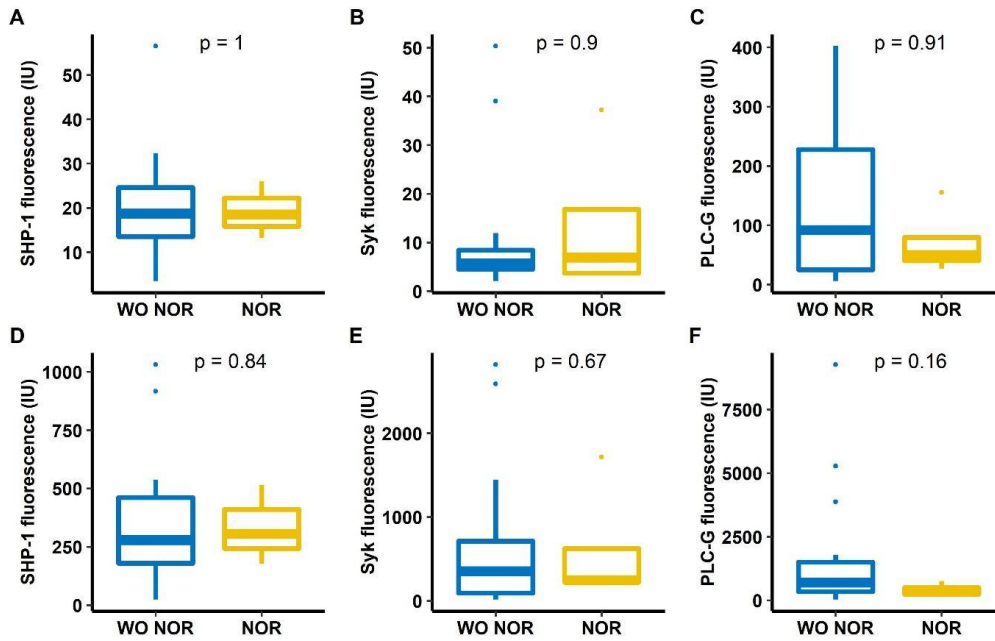 A
SHP-1 fluorescence (IU)
50
40
30
20
10
p = 1
WO NOR NOR
B
Syk fluorescence (IU)
50
40
30
20
10
0
p = 0.9
WO NOR NOR
C
PLC-G fluorescence (IU)
400
300
200
100
0
p = 0.91
WO NOR NOR
D
SHP-1 fluorescence (IU)
1000
750
500
250
0
p = 0.84
WO NOR NOR
E
Syk fluorescence (IU)
2000
1000
0
p = 0.67
WO NOR NOR
F
PLC-G fluorescence (IU)
7500
5000
2500
0
p = 0.16
WO NOR NOR